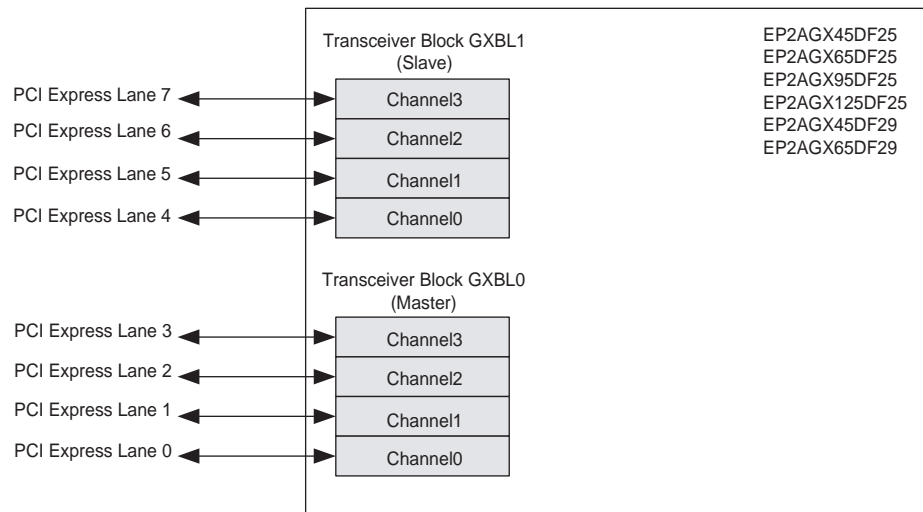 Transceiver Block GXBL1
(Slave)
EP2AGX45DF25
EP2AGX65DF25
EP2AGX95DF25
EP2AGX125DF25
EP2AGX45DF29
EP2AGX65DF29
PCI Express Lane 7
Channel3
PCI Express Lane 6
Channel2
PCI Express Lane 5
Channel1
PCI Express Lane 4
Channel0
Transceiver Block GXBL0
(Master)
PCI Express Lane 3
Channel3
PCI Express Lane 2
Channel2
PCI Express Lane 1
Channel1
PCI Express Lane 0
Channel0